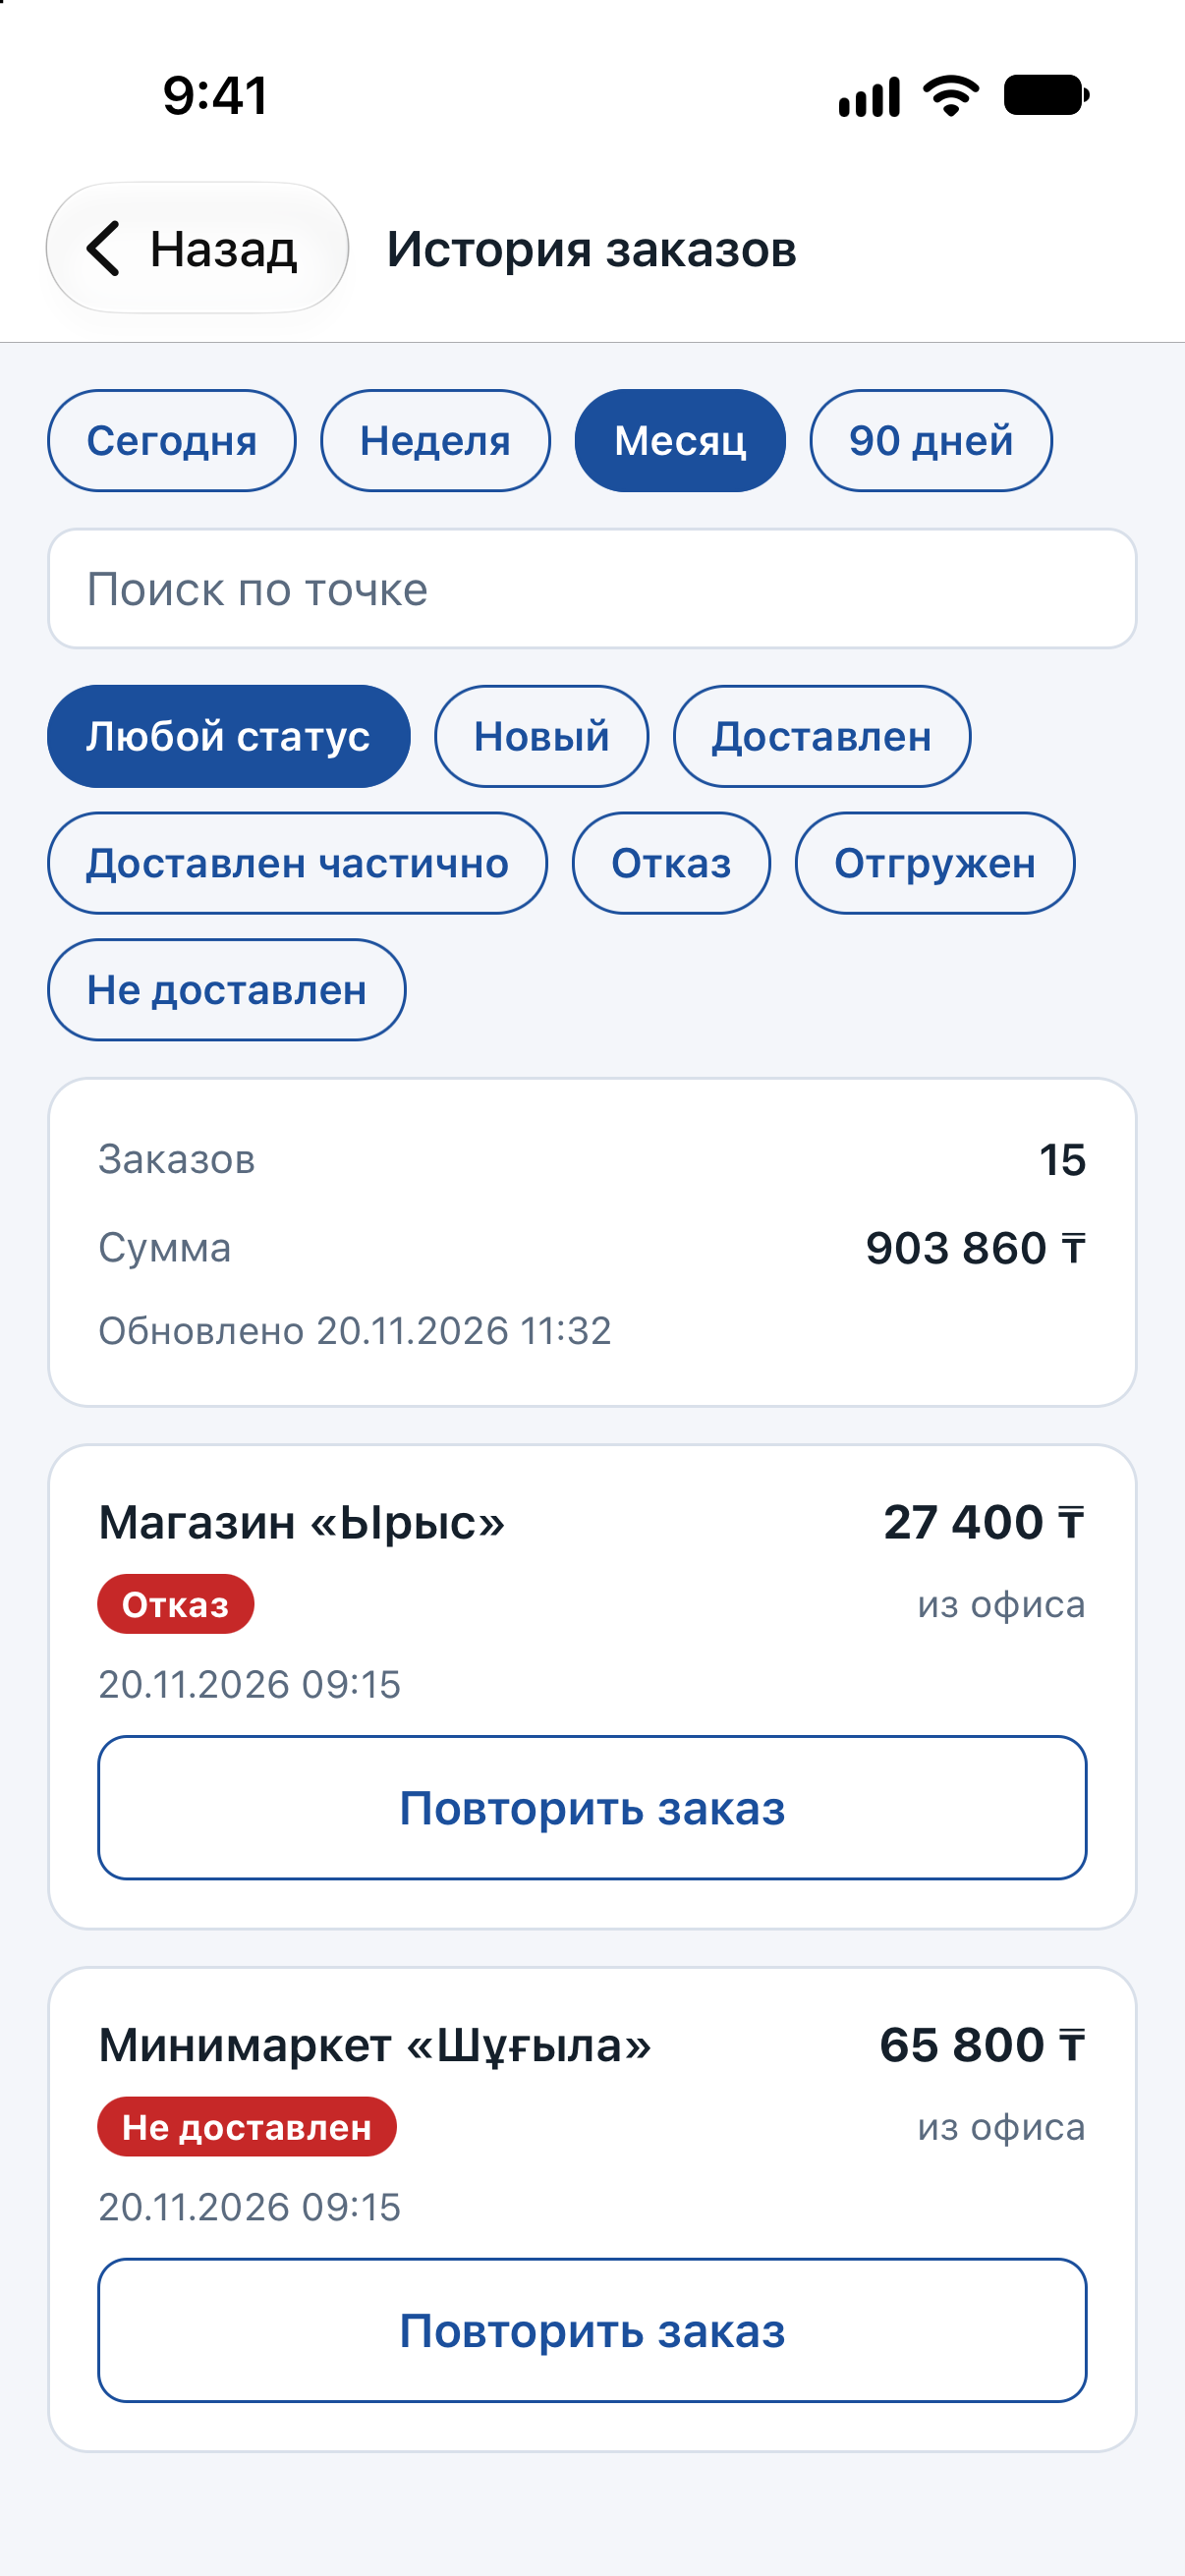 9:41
Назад История заказов
Сегодня Неделя Месяц 90 дней
Поиск по точке
Любой статус Новый Доставлен
Доставлен частично Отказ Отгружен
Не доставлен
Заказов 15
Сумма 903 860 ₸
Обновлено 20.11.2026 11:32
Магазин «Ырыс» 27 400 ₸
Отказ из офиса
20.11.2026 09:15
Повторить заказ
Минимаркет «Шұғыла» 65 800 ₸
Не доставлен из офиса
20.11.2026 09:15
Повторить заказ